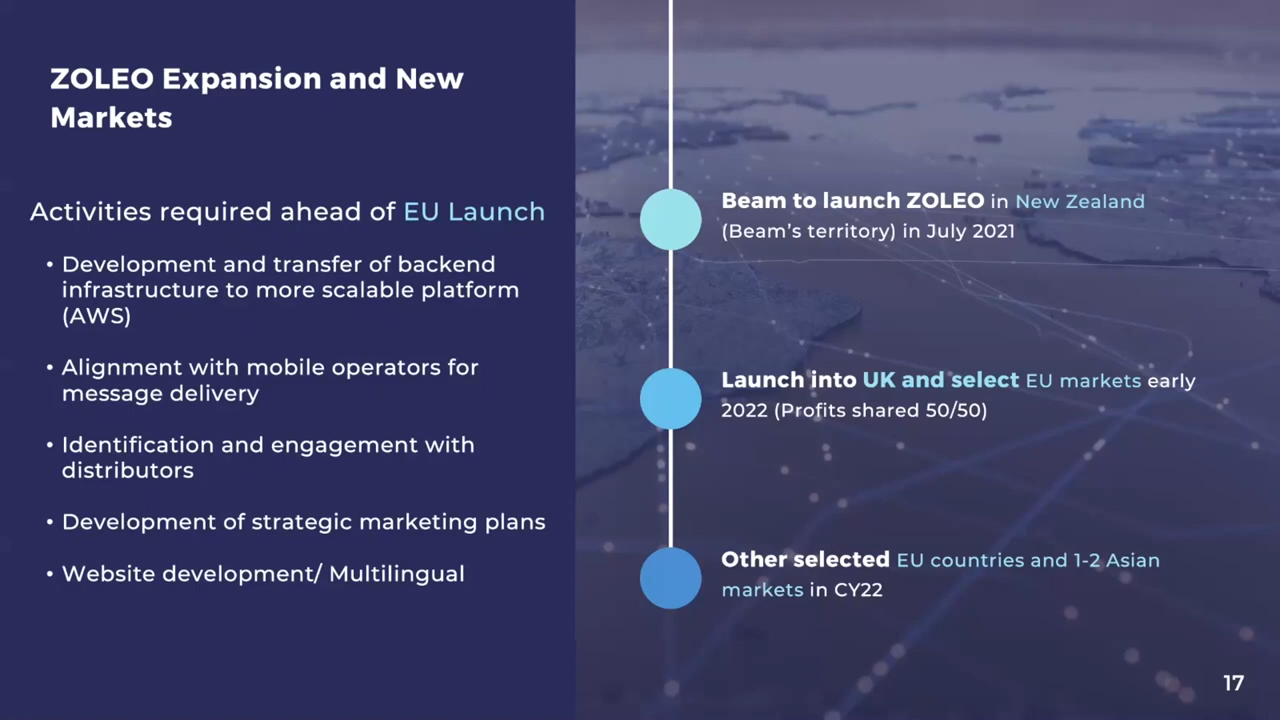 ZOLEO Expansion and New
Markets
Activities required ahead of EU Launch
• Development and transfer of backend
infrastructure to more scalable platform
(AWS)
• Alignment with mobile operators for
message delivery
• Identification and engagement with
distributors
• Development of strategic marketing plans
• Website development/ Multilingual
Beam to launch ZOLEO in New Zealand
(Beam’s territory) in July 2021
Launch into UK and select EU markets early
2022 (Profits shared 50/50)
Other selected EU countries and 1-2 Asian
markets in CY22
17